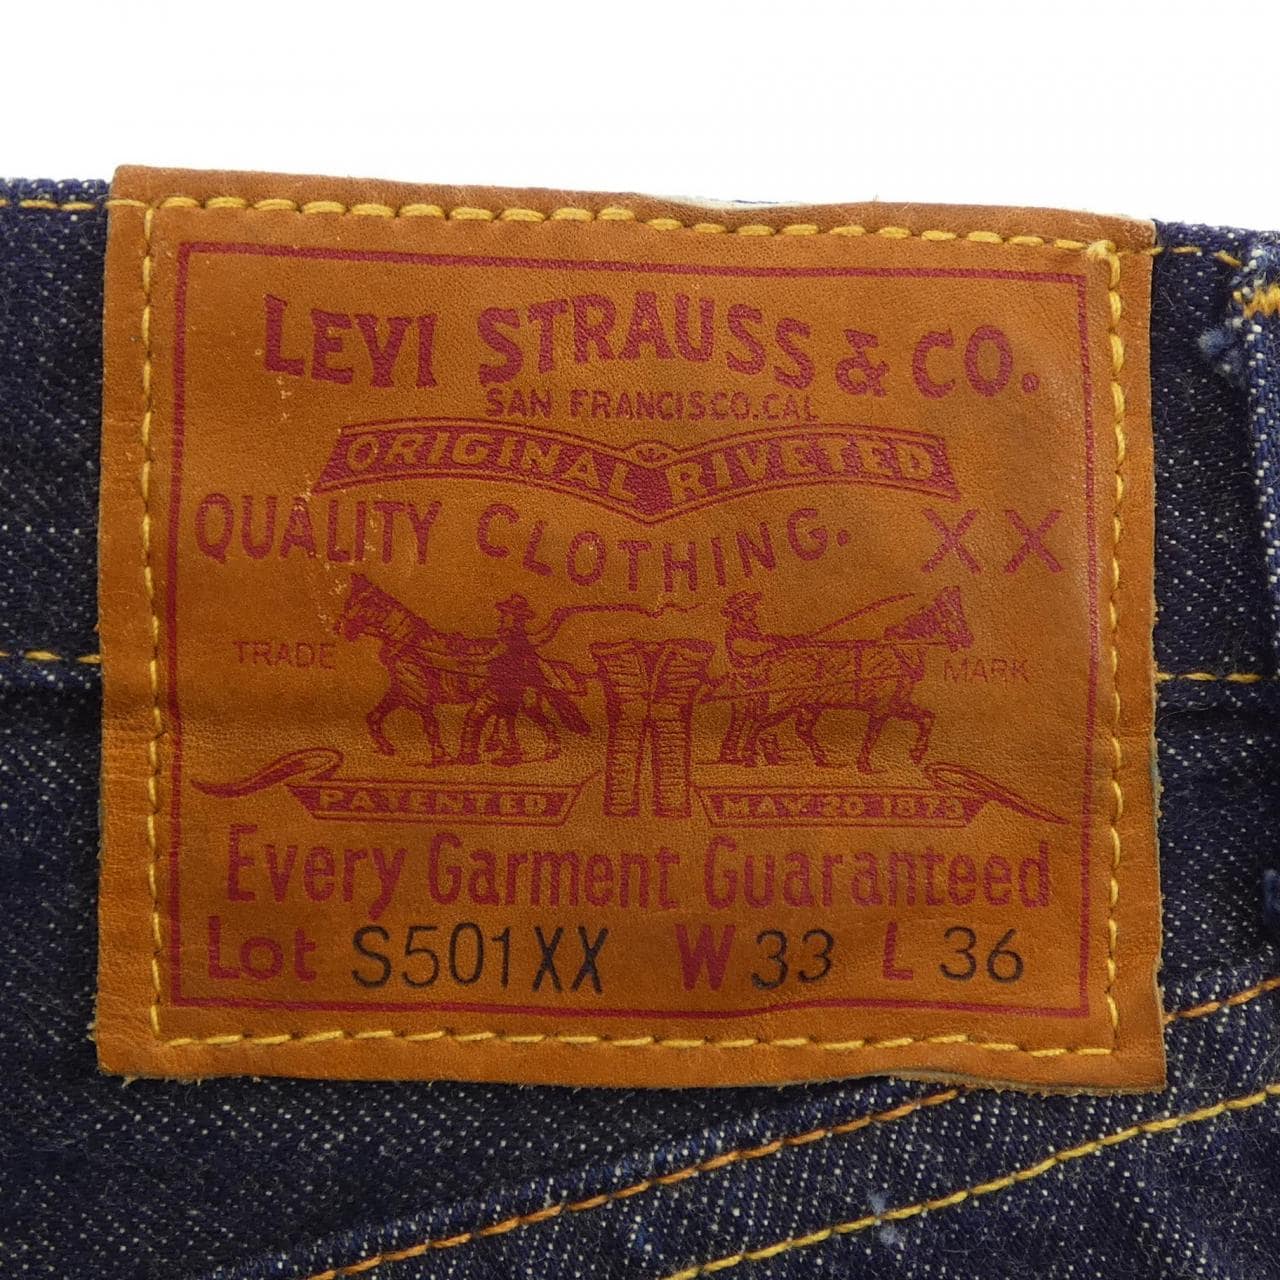 LEVI STRAUSS & CO.
SAN FRANCISCO.CAL
ORIGINAL RIVETED
QUALITY CLOTHING. XX
TRADE MARK
PATENTED MAY 20 1873
Every Garment Guaranteed
Lot S501XX W 33 L 36